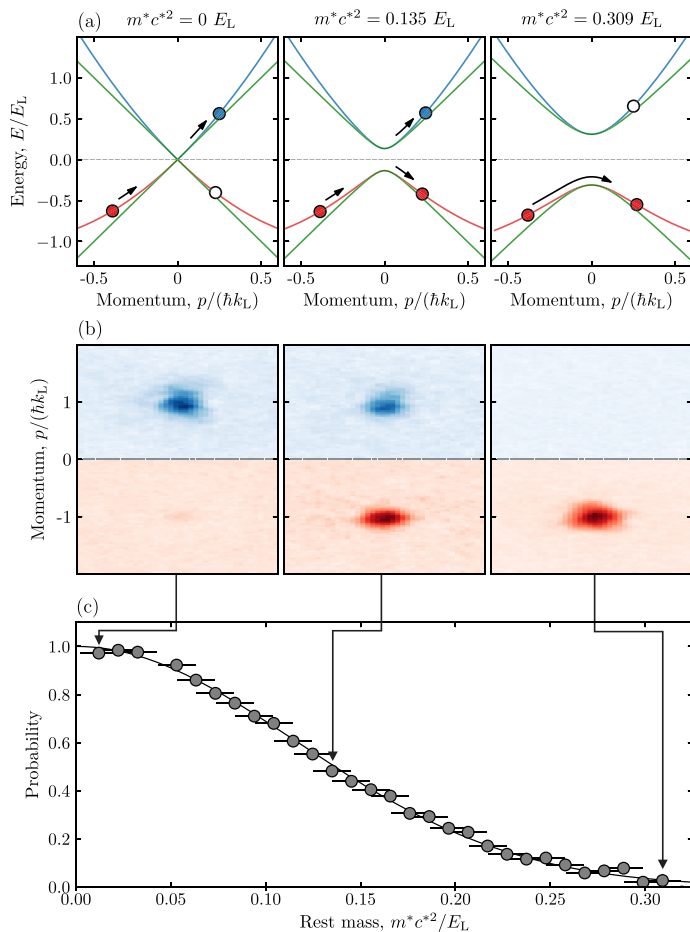 (a)
m*c*² = 0 E_L
m*c*² = 0.135 E_L
m*c*² = 0.309 E_L
Energy, E/E_L
1.0
0.5
0.0
−0.5
−1.0
-0.5 0 0.5
-0.5 0 0.5
-0.5 0 0.5
Momentum, p/(ħk_L)
Momentum, p/(ħk_L)
Momentum, p/(ħk_L)
(b)
Momentum, p/(ħk_L)
1
0
-1
(c)
Probability
1.0
0.8
0.6
0.4
0.2
0.0
0.00 0.05 0.10 0.15 0.20 0.25 0.30
Rest mass, m*c*²/E_L